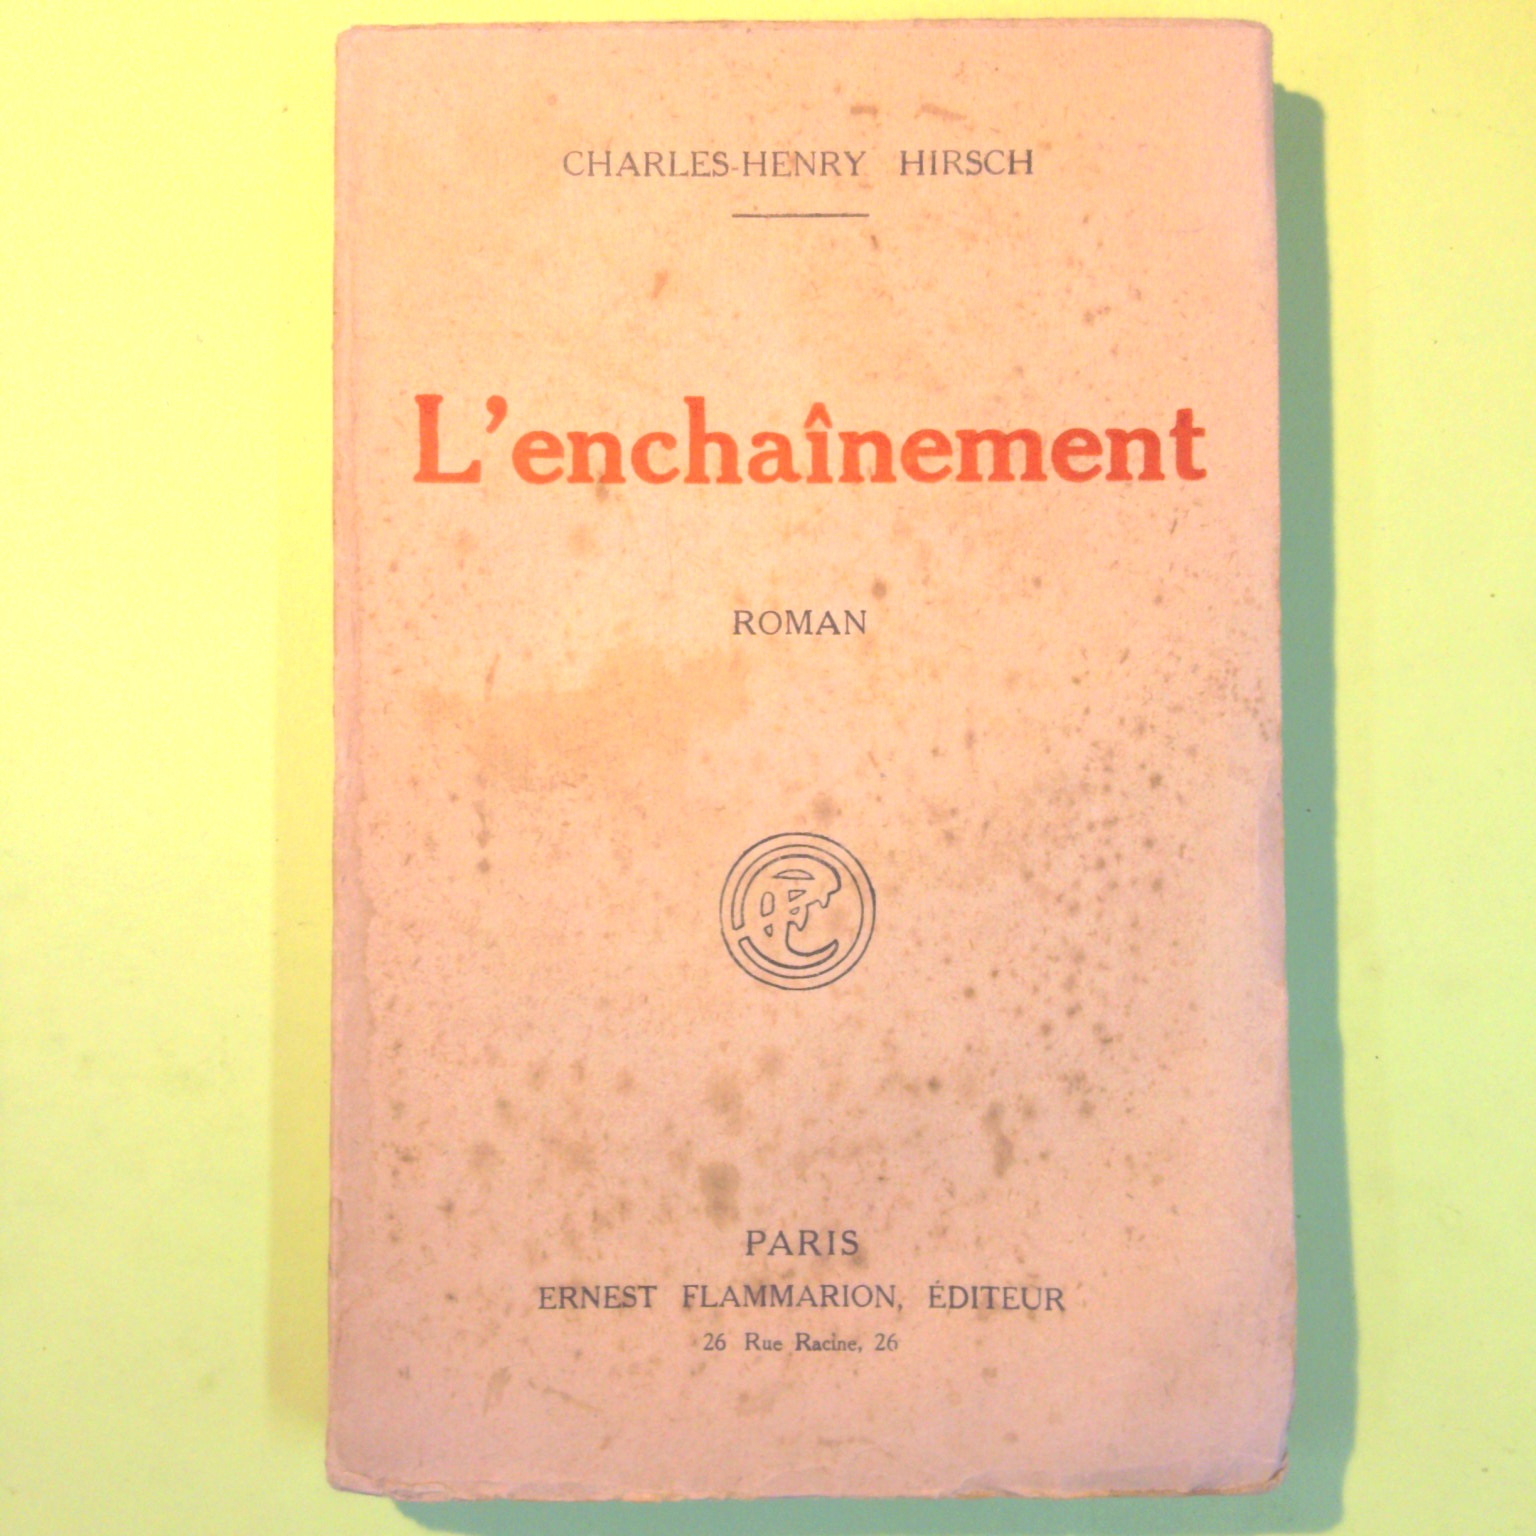 CHARLES-HENRY HIRSCH
L'enchaînement
ROMAN
PARIS
ERNEST FLAMMARION, ÉDITEUR
26 Rue Racine, 26